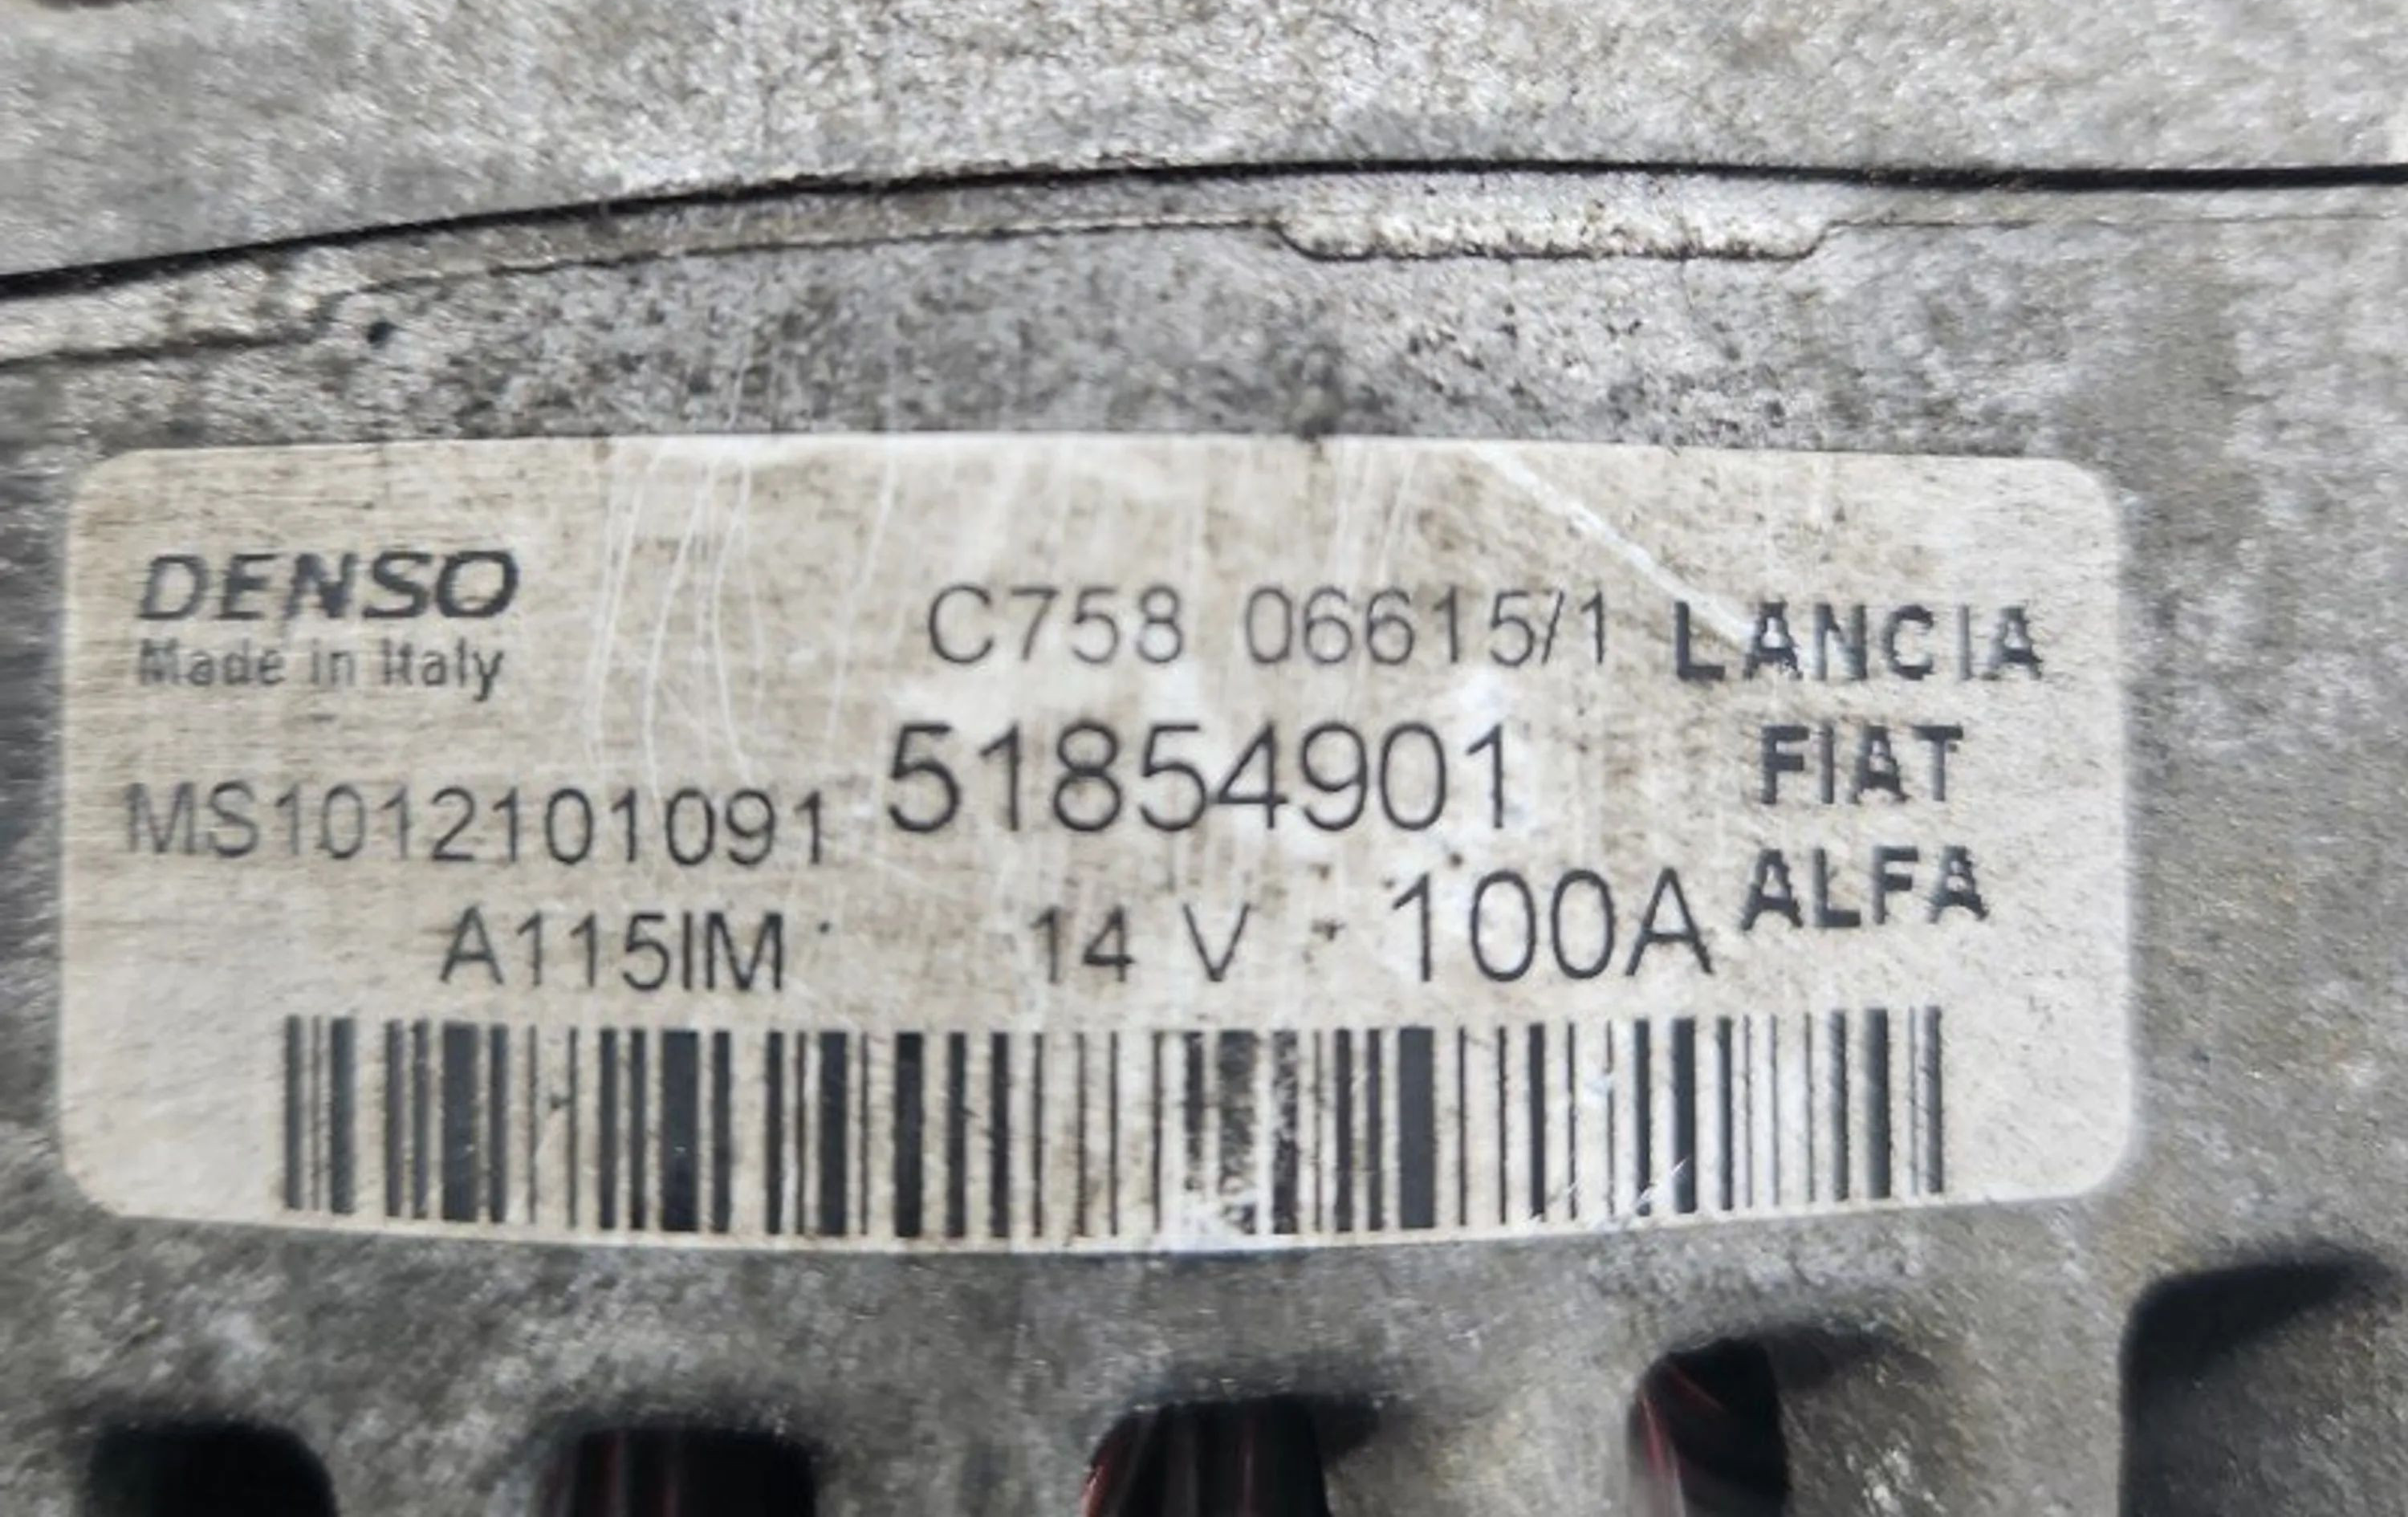 DENSO
Made in Italy
C758 06615/1
LANCIA
51854901
FIAT
MS1012101091
ALFA
A115IM 14 V 100A